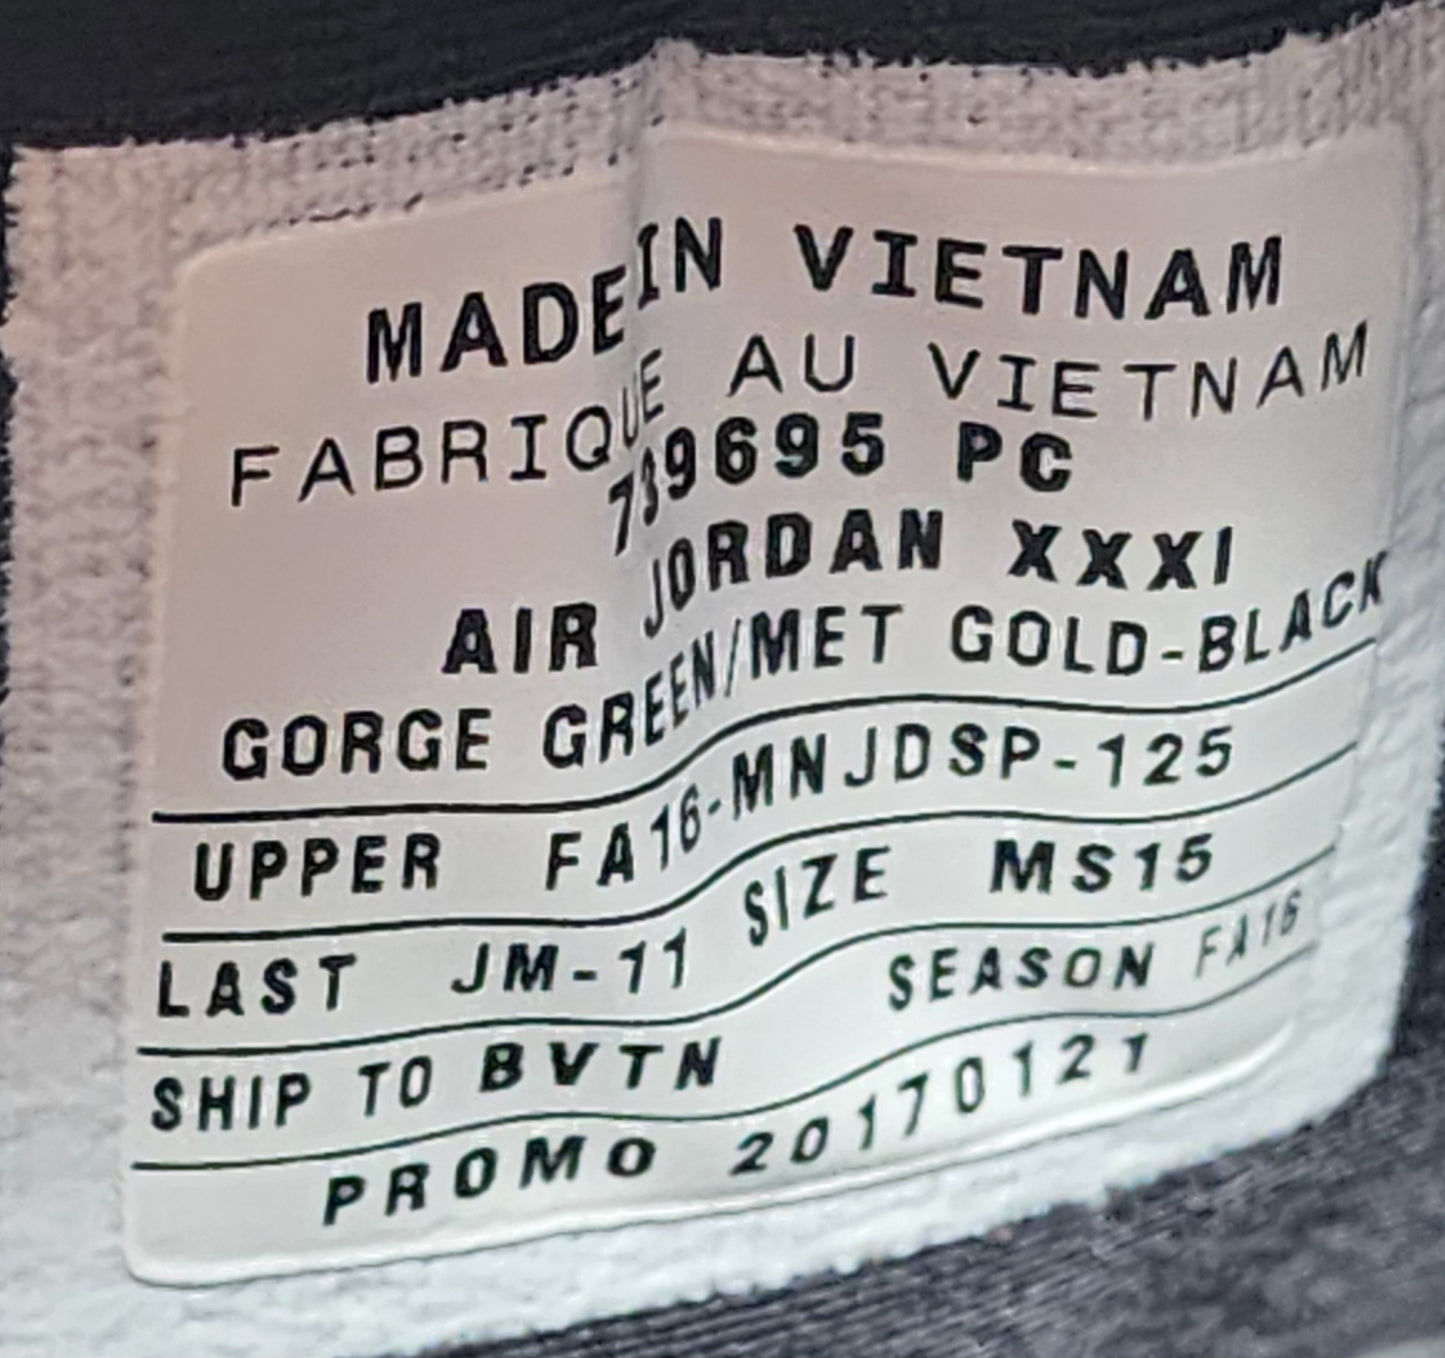 MADE IN VIETNAM
FABRIQUE AU VIETNAM
739695 PC
AIR JORDAN XXXI
GORGE GREEN/MET GOLD-BLACK
UPPER FA16-MNJDSP-125
LAST JM-11 SIZE MS15
SHIP TO BVTN SEASON FA16
PROMO 20170121